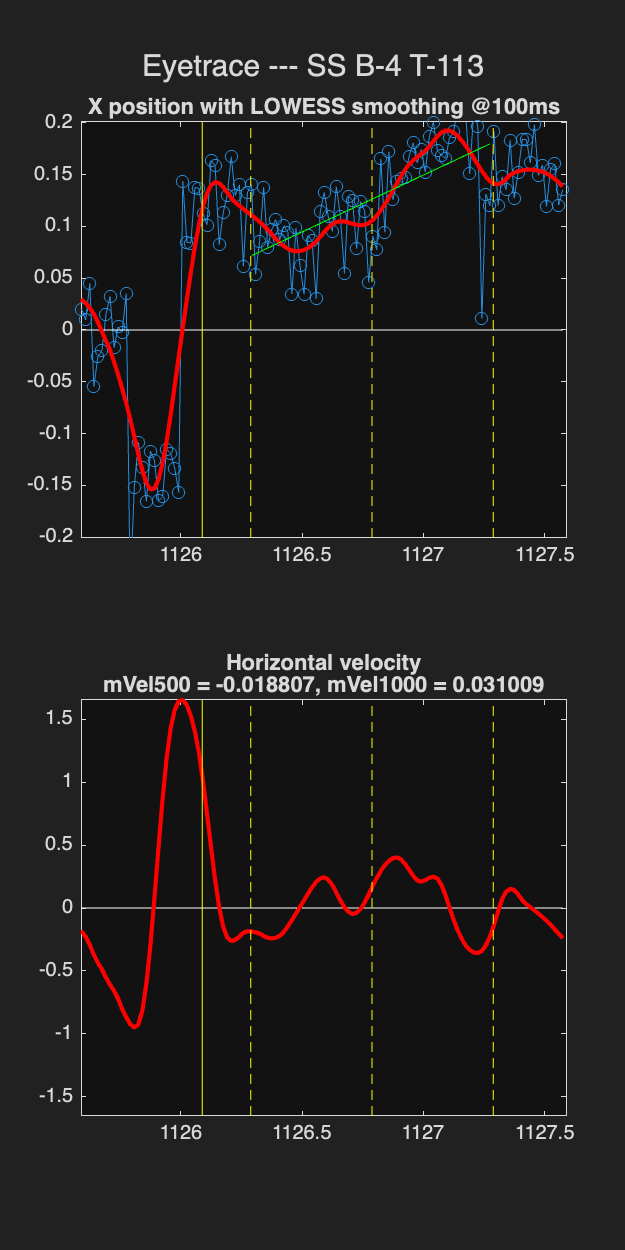 Eyetrace --- SS B-4 T-113
X position with LOWESS smoothing @100ms
0.2
0.15
0.1
0.05
0
-0.05
-0.1
-0.15
-0.2
1126 1126.5 1127 1127.5
Horizontal velocity
mVel500 = -0.018807, mVel1000 = 0.031009
1.5
1
0.5
0
-0.5
-1
-1.5
1126 1126.5 1127 1127.5